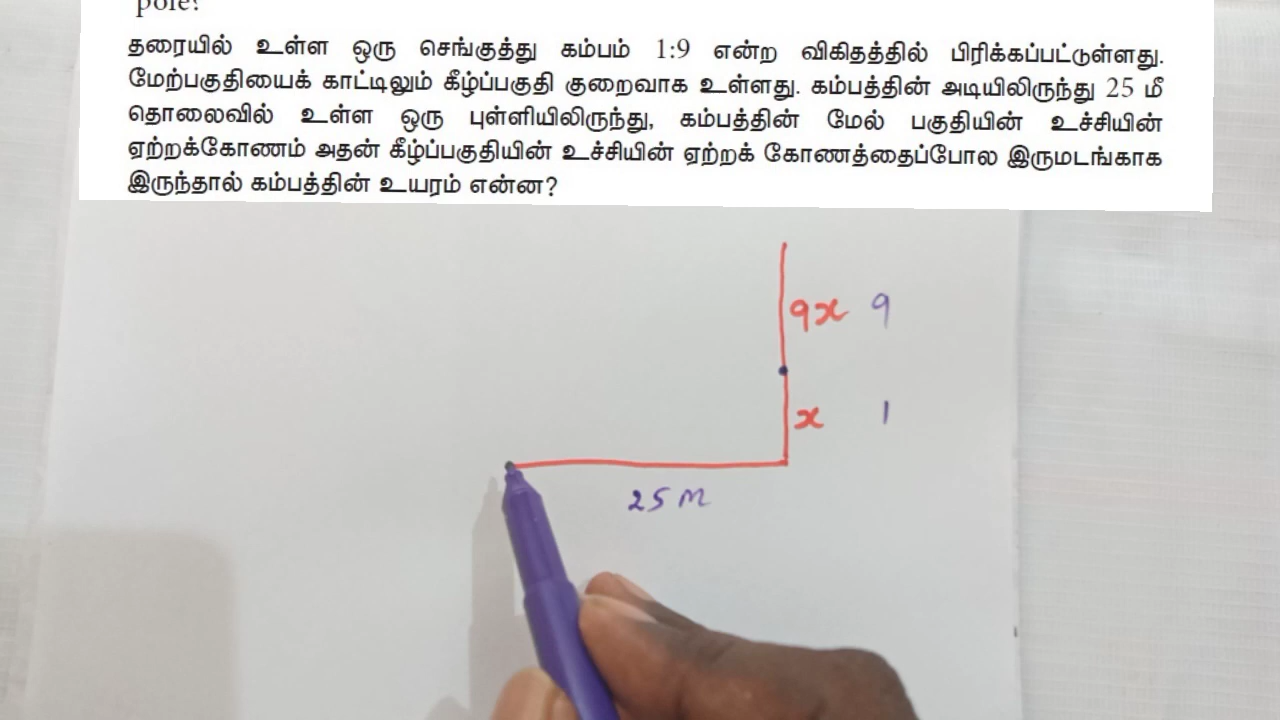 pole?
தரையில் உள்ள ஒரு செங்குத்து கம்பம் 1:9 என்ற விகிதத்தில் பிரிக்கப்பட்டுள்ளது.
மேற்பகுதியைக் காட்டிலும் கீழ்ப்பகுதி குறைவாக உள்ளது. கம்பத்தின் அடியிலிருந்து 25 மீ
தொலைவில் உள்ள ஒரு புள்ளியிலிருந்து, கம்பத்தின் மேல் பகுதியின் உச்சியின்
ஏற்றக்கோணம் அதன் கீழ்ப்பகுதியின் உச்சியின் ஏற்றக் கோணத்தைப்போல இருமடங்காக
இருந்தால் கம்பத்தின் உயரம் என்ன?
9x 9
x 1
25 m